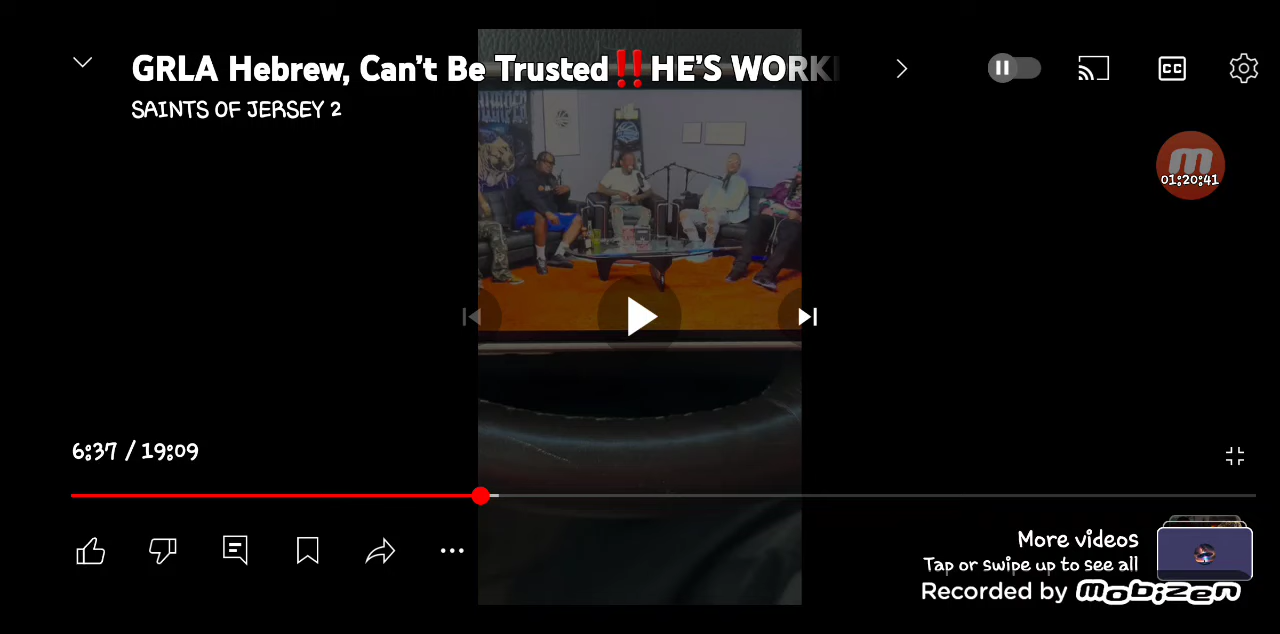 GRLA Hebrew, Can't Be Trusted‼️HE'S WORK
SAINTS OF JERSEY 2
CC
01:20:41
6:37 / 19:09
More videos
Tap or swipe up to see all
Recorded by mobizen